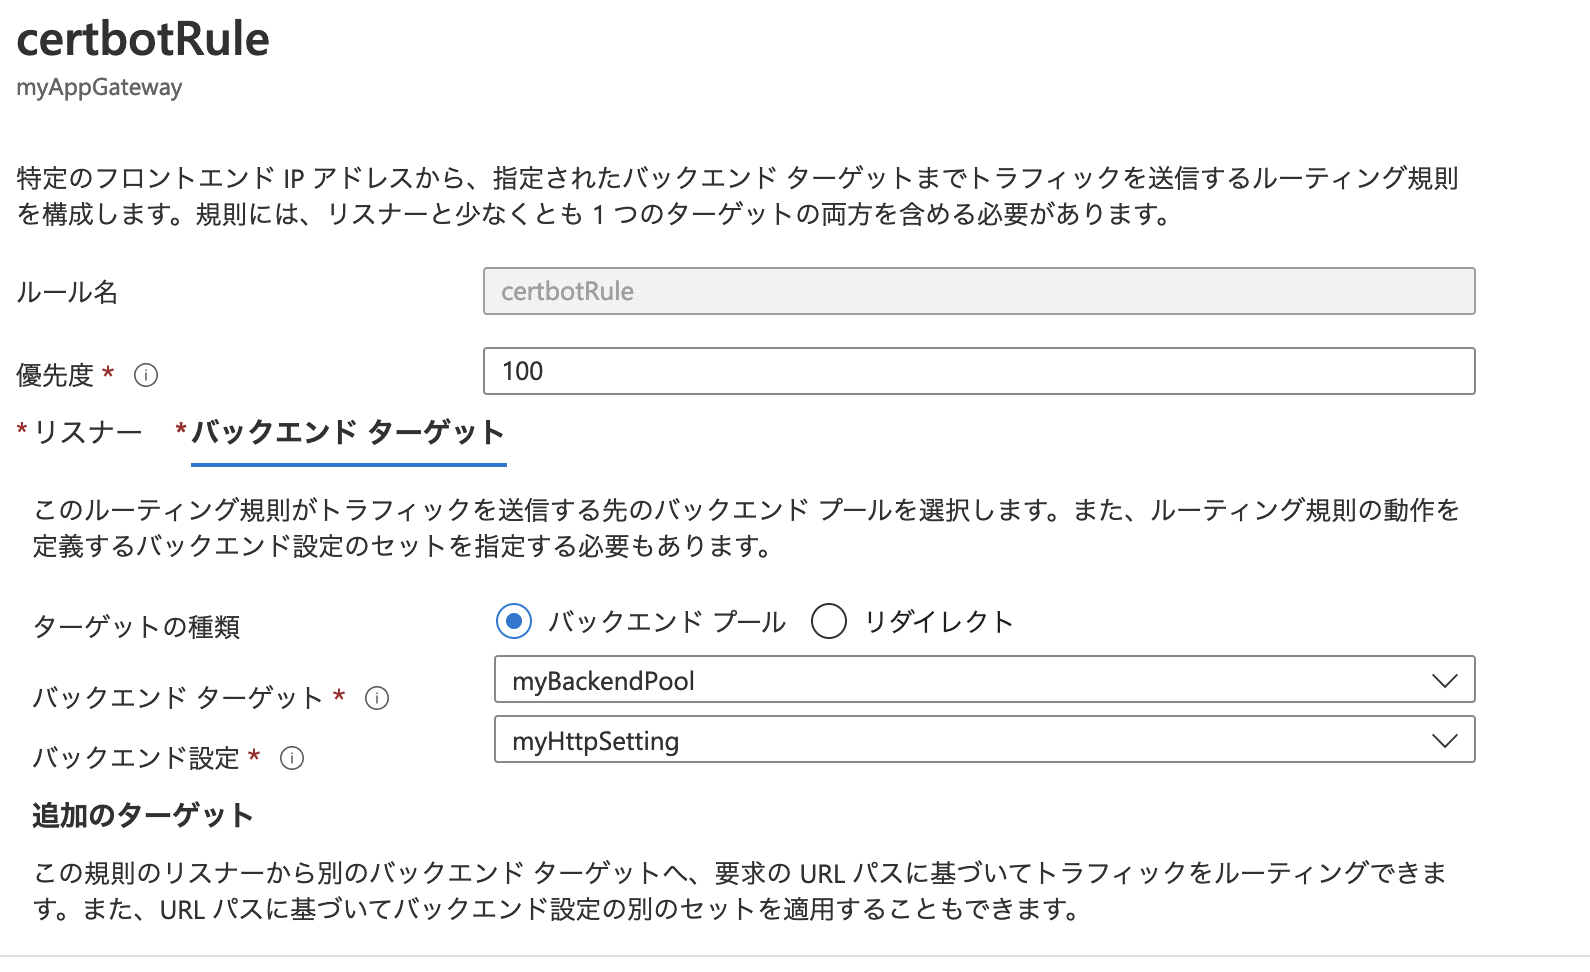 certbotRule
myAppGateway
特定のフロントエンド IP アドレスから、指定されたバックエンド ターゲットまでトラフィックを送信するルーティング規則
を構成します。規則には、リスナーと少なくとも 1 つのターゲットの両方を含める必要があります。
ルール名
certbotRule
優先度 *
100
* リスナー * バックエンド ターゲット
このルーティング規則がトラフィックを送信する先のバックエンド プールを選択します。また、ルーティング規則の動作を
定義するバックエンド設定のセットを指定する必要もあります。
ターゲットの種類
バックエンド プール リダイレクト
バックエンド ターゲット *
myBackendPool
バックエンド設定 *
myHttpSetting
追加のターゲット
この規則のリスナーから別のバックエンド ターゲットへ、要求の URL パスに基づいてトラフィックをルーティングできま
す。また、URL パスに基づいてバックエンド設定の別のセットを適用することもできます。